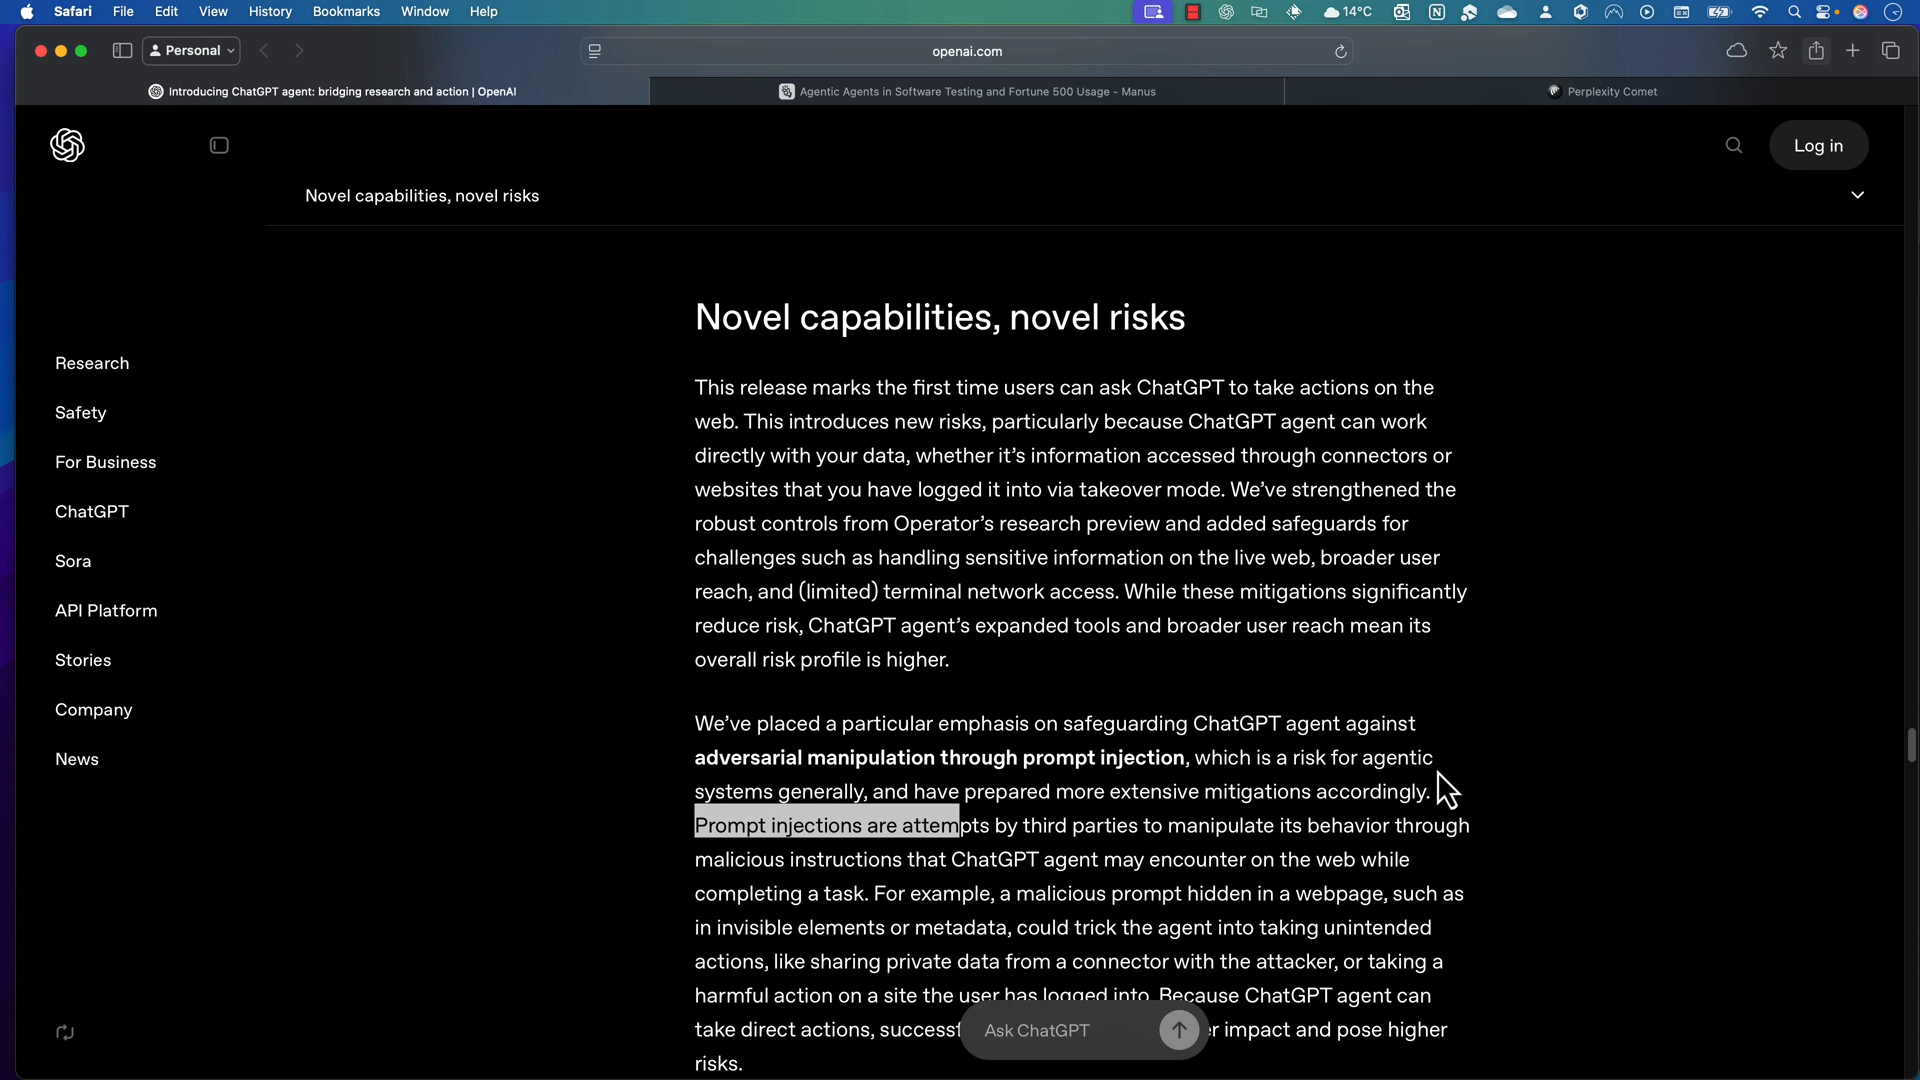 Safari File Edit View History Bookmarks Window Help 14°C
Personal
openai.com
Introducing ChatGPT agent: bridging research and action | OpenAI
Agentic Agents in Software Testing and Fortune 500 Usage - Manus
Perplexity Comet
Log in
Novel capabilities, novel risks
Research
Safety
For Business
ChatGPT
Sora
API Platform
Stories
Company
News
Novel capabilities, novel risks
This release marks the first time users can ask ChatGPT to take actions on the
web. This introduces new risks, particularly because ChatGPT agent can work
directly with your data, whether it’s information accessed through connectors or
websites that you have logged it into via takeover mode. We’ve strengthened the
robust controls from Operator’s research preview and added safeguards for
challenges such as handling sensitive information on the live web, broader user
reach, and (limited) terminal network access. While these mitigations significantly
reduce risk, ChatGPT agent’s expanded tools and broader user reach mean its
overall risk profile is higher.
We’ve placed a particular emphasis on safeguarding ChatGPT agent against
adversarial manipulation through prompt injection, which is a risk for agentic
systems generally, and have prepared more extensive mitigations accordingly.
Prompt injections are attempts by third parties to manipulate its behavior through
malicious instructions that ChatGPT agent may encounter on the web while
completing a task. For example, a malicious prompt hidden in a webpage, such as
in invisible elements or metadata, could trick the agent into taking unintended
actions, like sharing private data from a connector with the attacker, or taking a
harmful action on a site the user has logged into. Because ChatGPT agent can
take direct actions, impact and pose higher
risks.
Ask ChatGPT